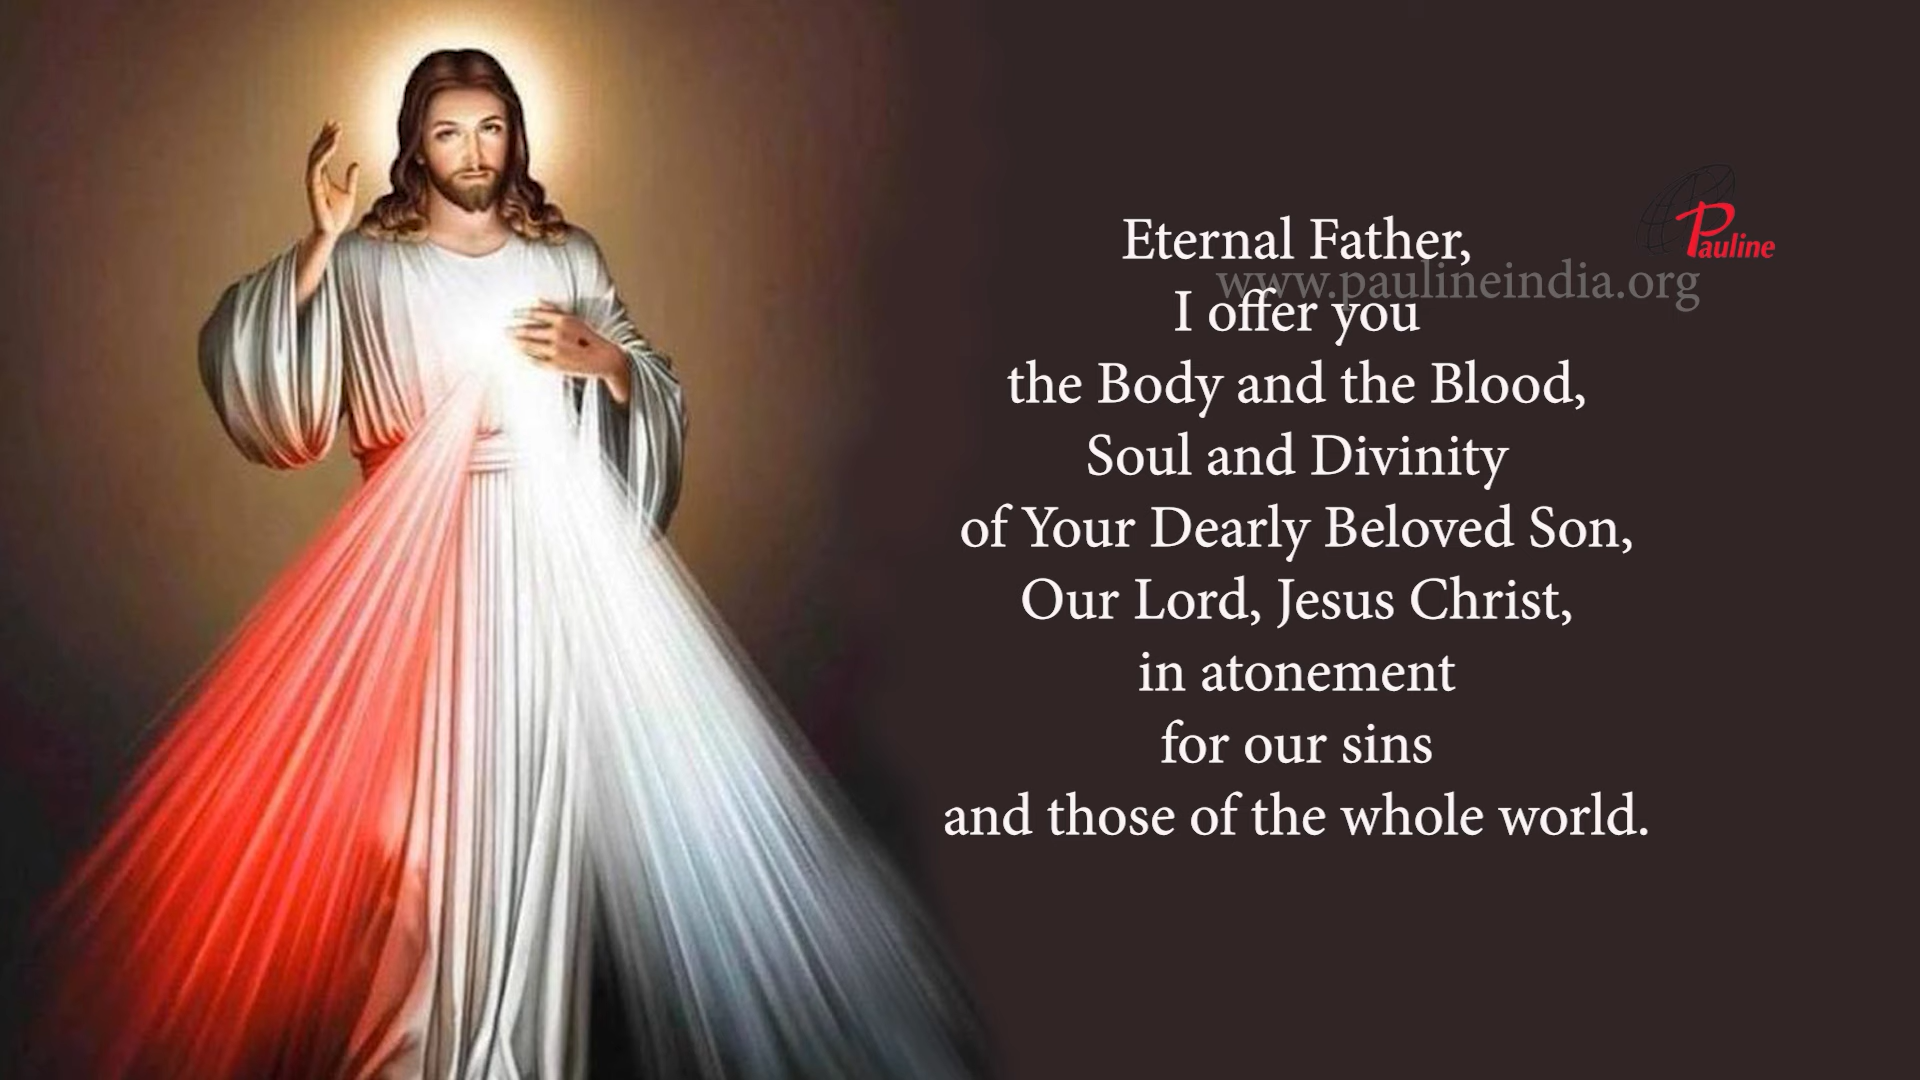 Pauline
Eternal Father,
www.paulineindia.org
I offer you
the Body and the Blood,
Soul and Divinity
of Your Dearly Beloved Son,
Our Lord, Jesus Christ,
in atonement
for our sins
and those of the whole world.